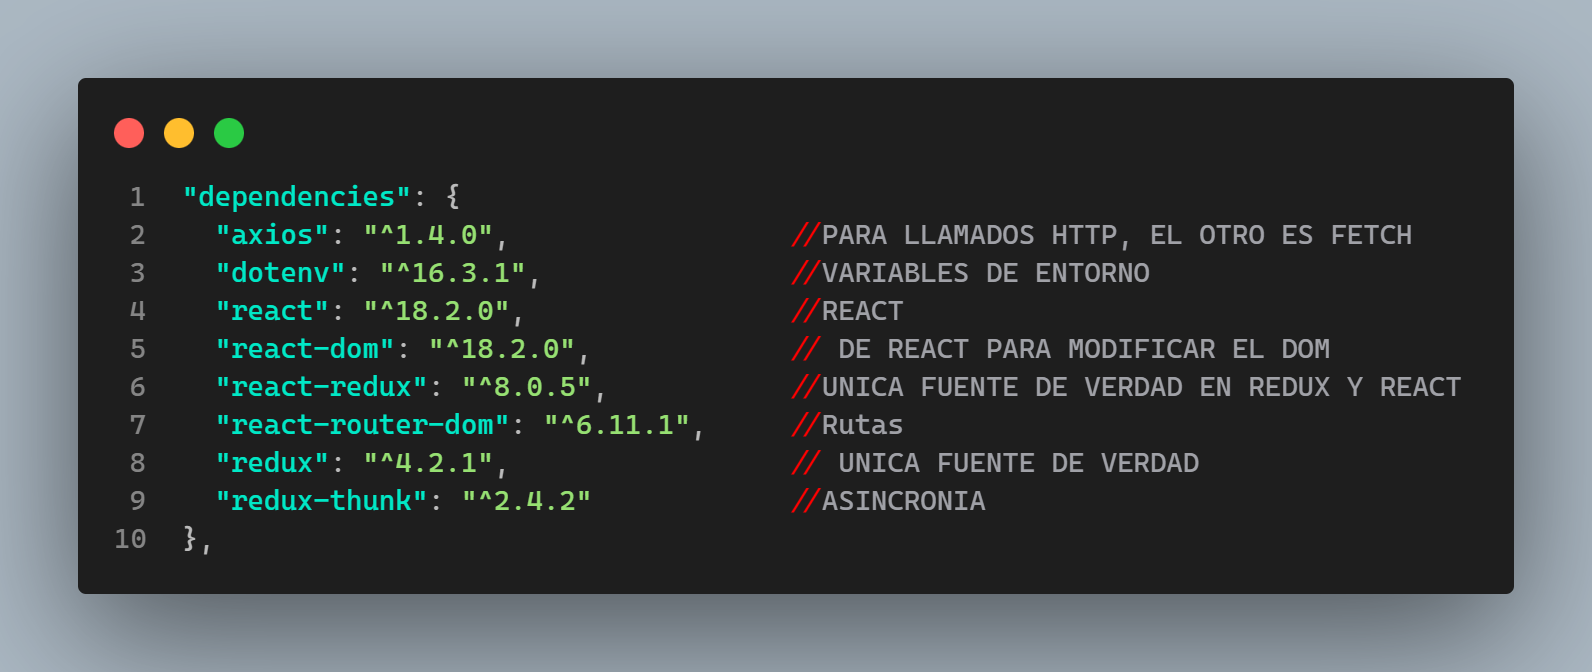 1 "dependencies": {
2 "axios": "^1.4.0", //PARA LLAMADOS HTTP, EL OTRO ES FETCH
3 "dotenv": "^16.3.1", //VARIABLES DE ENTORNO
4 "react": "^18.2.0", //REACT
5 "react-dom": "^18.2.0", // DE REACT PARA MODIFICAR EL DOM
6 "react-redux": "^8.0.5", //UNICA FUENTE DE VERDAD EN REDUX Y REACT
7 "react-router-dom": "^6.11.1", //Rutas
8 "redux": "^4.2.1", // UNICA FUENTE DE VERDAD
9 "redux-thunk": "^2.4.2" //ASINCRONIA
10 },